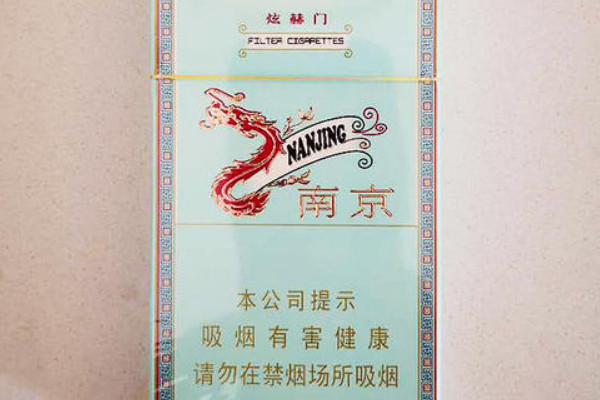 炫赫门
FILTER CIGARETTES
NANJING
南京
本公司提示
吸烟有害健康
请勿在禁烟场所吸烟